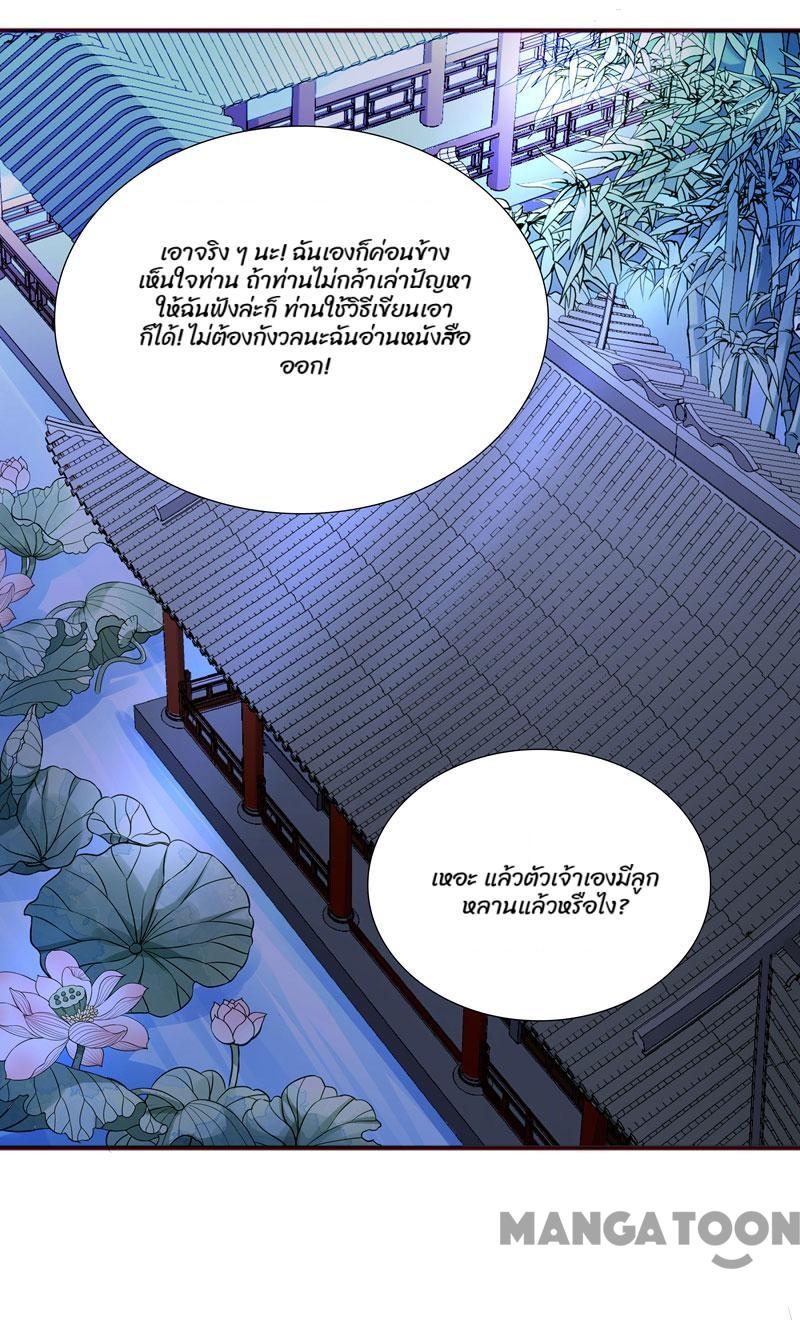 เอาจริง ๆ นะ! ฉันเองก็ค่อนข้าง
เห็นใจท่าน ถ้าท่านไม่กล้าเล่าปัญหา
ให้ฉันฟังล่ะก็ ท่านใช้วิธีเขียนเอา
ก็ได้! ไม่ต้องกังวลนะฉันอ่านหนังสือ
ออก!
เหอะ แล้วตัวเจ้าเองมีลูก
หลานแล้วหรือไง?
MANGATOON